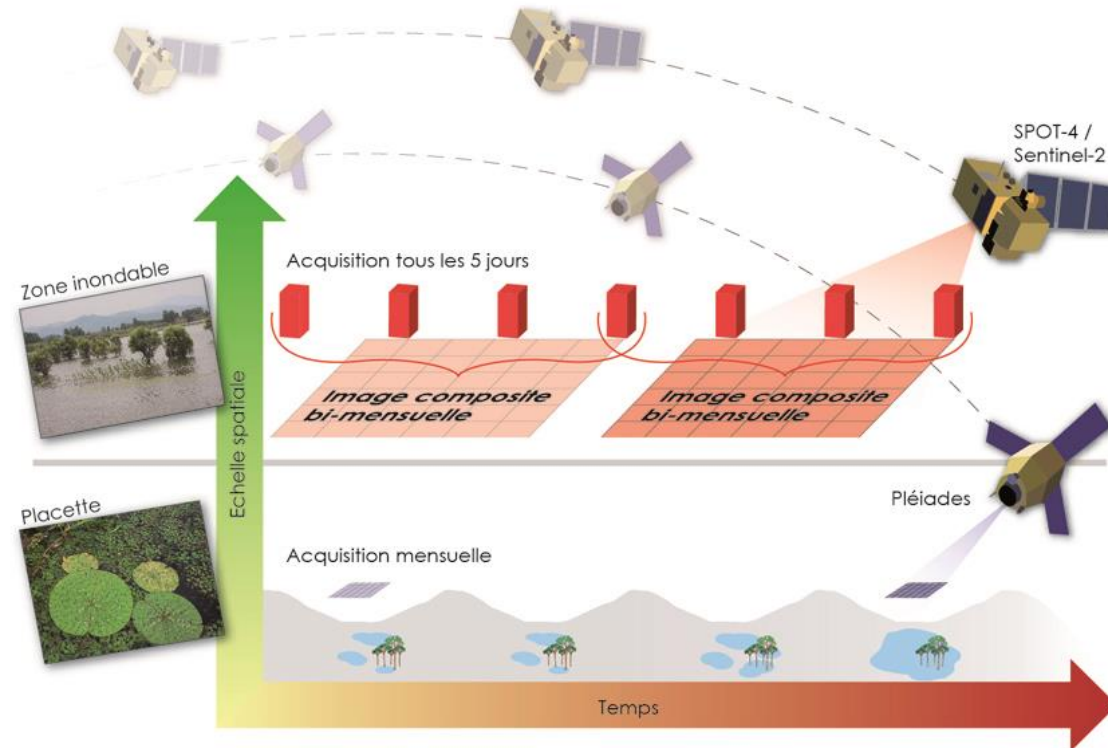 SPOT-4 /
Sentinel-2
Zone inondable
Acquisition tous les 5 jours
Image composite
bi-mensuelle
Image composite
bi-mensuelle
Echelle spatiale
Placette
Pléiades
Acquisition mensuelle
Temps